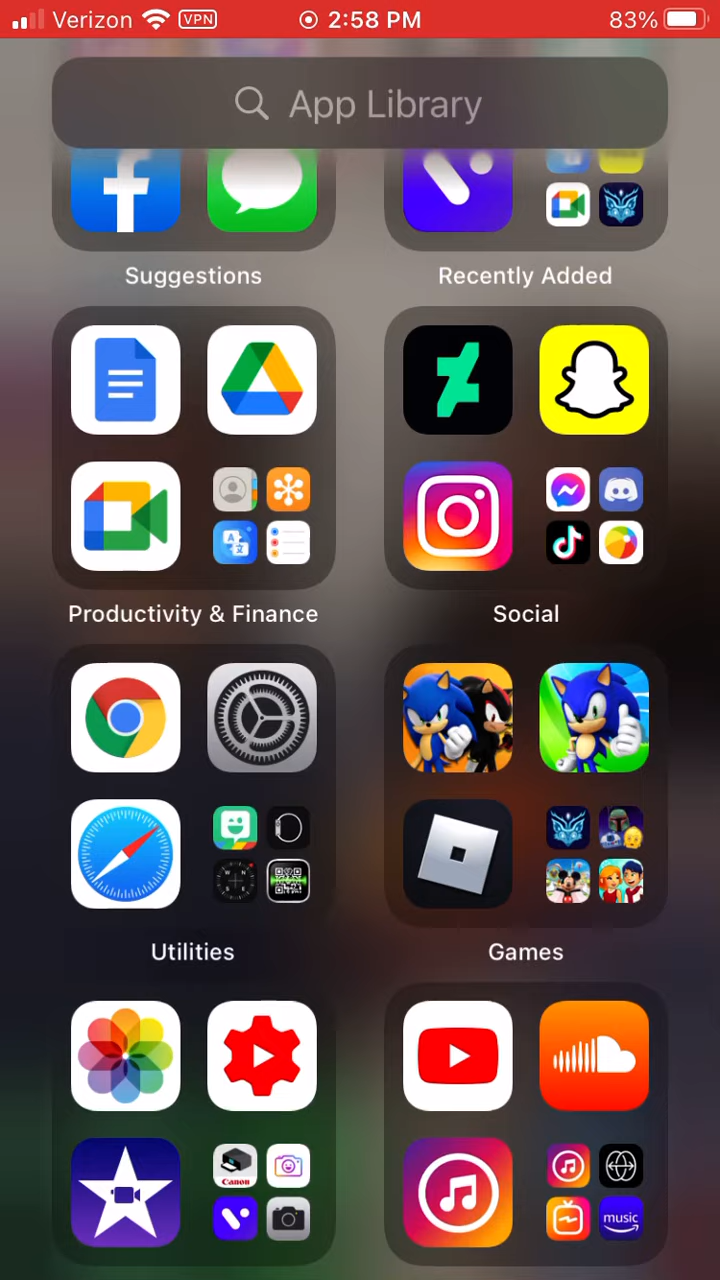 Verizon VPN 2:58 PM 83%
App Library
Suggestions Recently Added
Productivity & Finance Social
Utilities Games
Canon
music